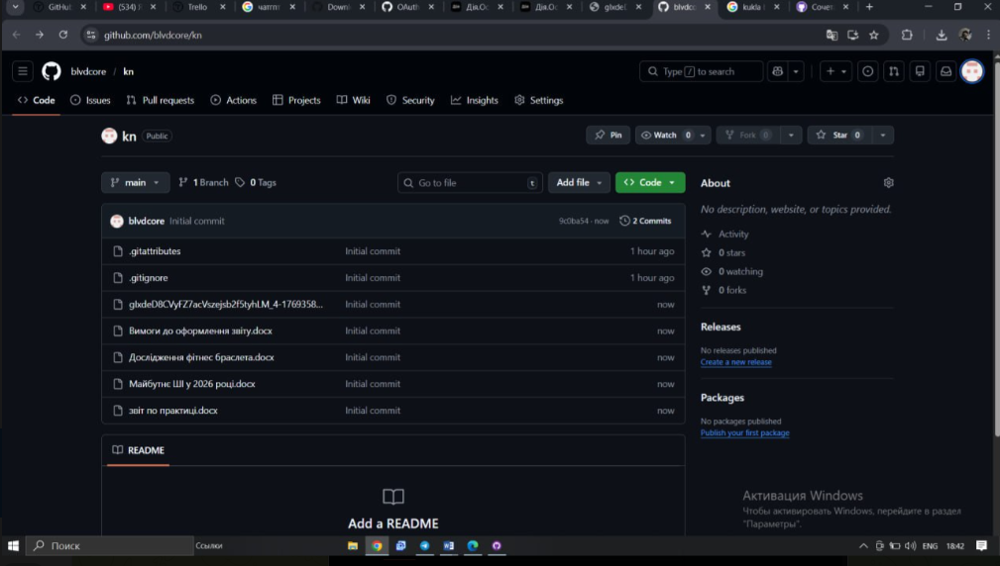 GitHub
(534) F
Trello
чатгп
Downl
OAuth
Дія.Ос
Дія.Ос
glxdeD
blvdco
kukla
Сочет
github.com/blvdcore/kn
blvdcore / kn
Type / to search
Code Issues Pull requests Actions Projects Wiki Security Insights Settings
kn Public
Pin Watch 0 Fork 0 Star 0
main 1 Branch 0 Tags Go to file t Add file Code
blvdcore Initial commit 9c0ba54 · now 2 Commits
.gitattributes Initial commit 1 hour ago
.gitignore Initial commit 1 hour ago
Initial commit now
Вимоги до оформлення звіту.docx Initial commit now
Дослідження фітнес браслета.docx Initial commit now
Майбутнє ШІ у 2026 році.docx Initial commit now
звіт по практиці.docx Initial commit now
README
Add a README
About
No description, website, or topics provided.
Activity
0 stars
0 watching
0 forks
Releases
No releases published
Create a new release
Packages
No packages published
Publish your first package
Активация Windows
Чтобы активировать Windows, перейдите в раздел
"Параметры".
Поиск Ссылки ENG 18:42